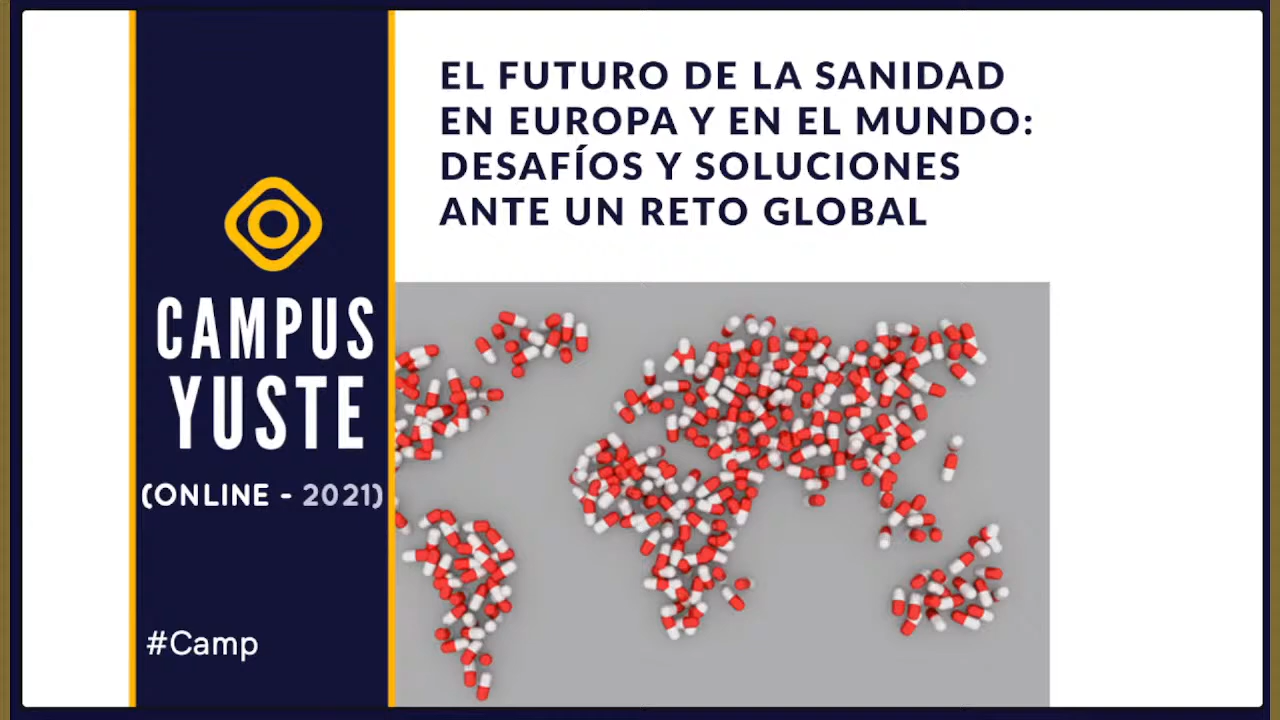 EL FUTURO DE LA SANIDAD
EN EUROPA Y EN EL MUNDO:
DESAFÍOS Y SOLUCIONES
ANTE UN RETO GLOBAL
CAMPUS
YUSTE
(ONLINE - 2021)
#Camp